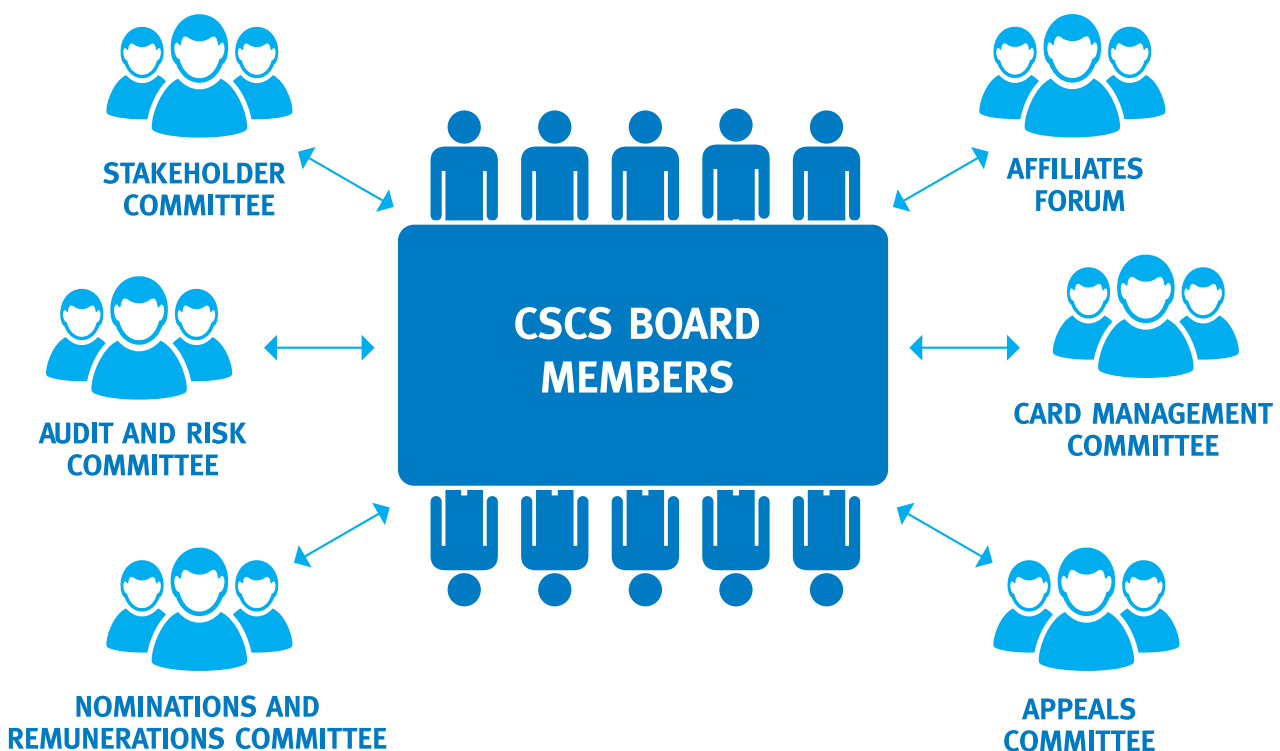 STAKEHOLDER
COMMITTEE
AFFILIATES
FORUM
CSCS BOARD
MEMBERS
AUDIT AND RISK
COMMITTEE
CARD MANAGEMENT
COMMITTEE
NOMINATIONS AND
REMUNERATIONS COMMITTEE
APPEALS
COMMITTEE